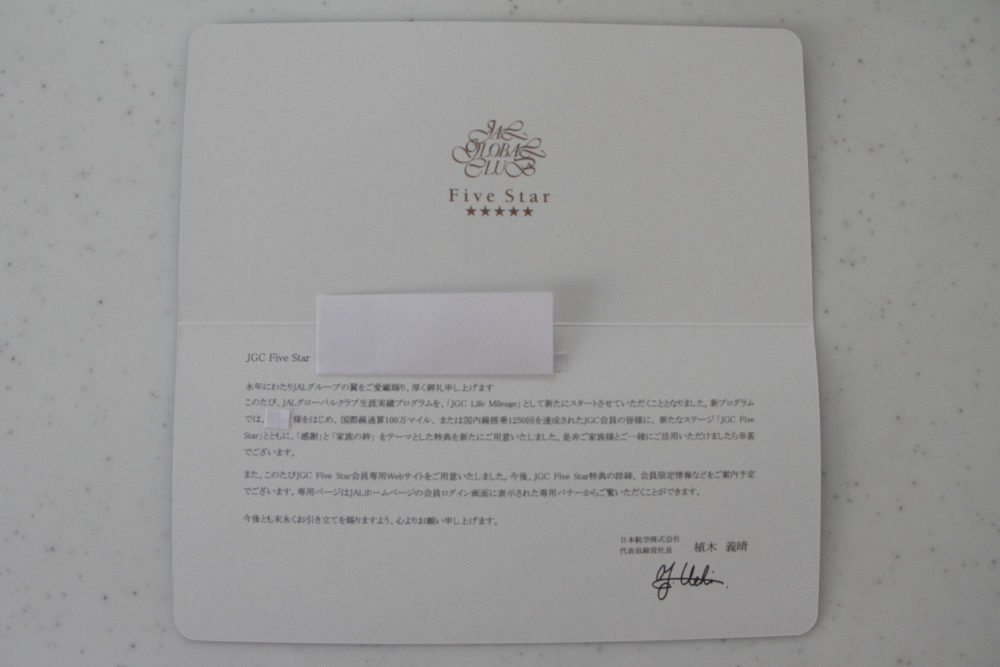 JAL
GLOBAL
CLUB
Five Star
★★★★★
JGC Five Star
永年にわたりJALグループの翼をご愛顧賜り、厚く御礼申し上げます
このたび、JALグローバルクラブ生涯実績プログラムを、「JGC Life Mileage」として新たにスタートさせていただくこととなりました。新プログラム
では、 様をはじめ、国際線通算100万マイル、または国内線搭乗1250回を達成されたJGC会員の皆様に、新たなステージ「JGC Five
Star」とともに、「感謝」と「家族の絆」をテーマとした特典を新たにご用意いたしました。是非ご家族様とご一緒にご活用いただけましたら幸甚
でございます。
また、このたびJGC Five Star会員専用Webサイトをご用意いたしました。今後、JGC Five Star特典の詳細、会員限定情報などをご案内予定
でございます。専用ページはJALホームページの会員ログイン画面に表示された専用バナーからご覧いただくことができます。
今後とも末永くお引き立てを賜りますよう、心よりお願い申し上げます。
日本航空株式会社
代表取締役社長 植木 義晴
Y. Ueki